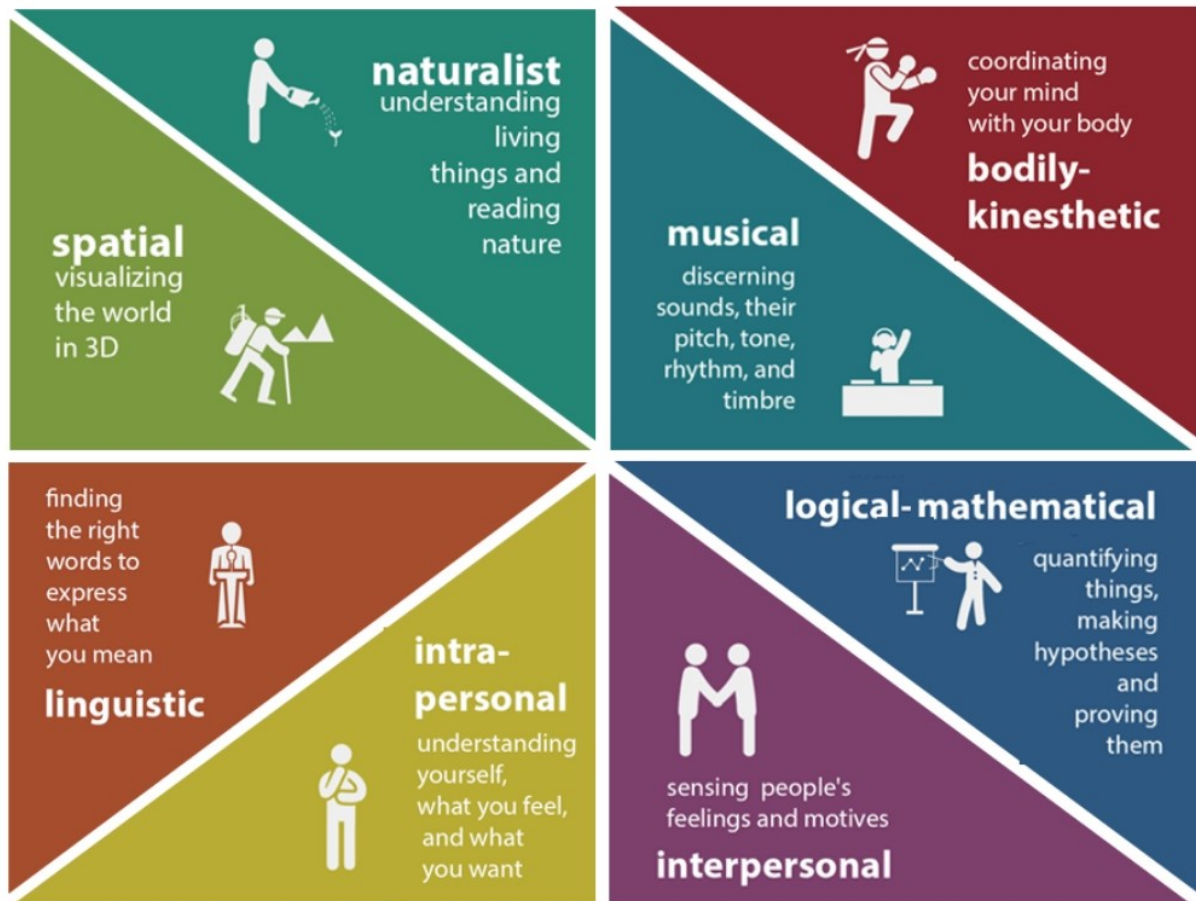 naturalist
understanding
living
things and
reading
nature
spatial
visualizing
the world
in 3D
coordinating
your mind
with your body
bodily-
kinesthetic
musical
discerning
sounds, their
pitch, tone,
rhythm, and
timbre
finding
the right
words to
express
what
you mean
linguistic
intra-
personal
understanding
yourself,
what you feel,
and what
you want
logical-mathematical
quantifying
things,
making
hypotheses
and
proving
them
sensing people's
feelings and motives
interpersonal